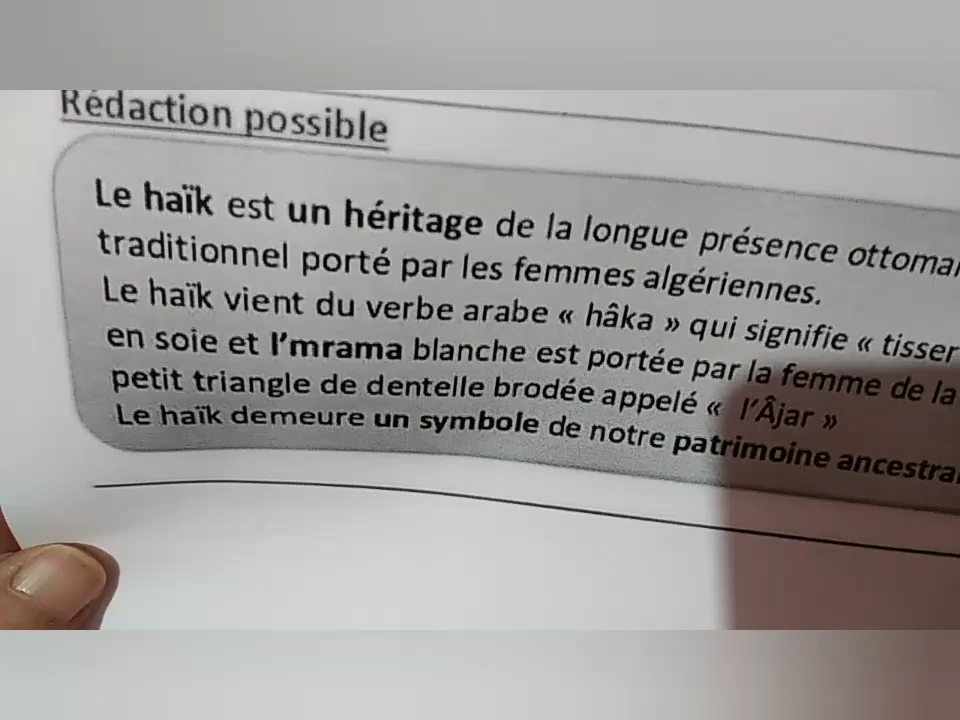 Rédaction possible
Le haïk est un héritage de la longue présence
traditionnel porté par les femmes algériennes.
Le haïk vient du verbe arabe « hâka » qui signifie « tisser
en soie et l'mrama blanche est portée par la femme de la
petit triangle de dentelle brodée appelé « l'Âjar »
Le haïk demeure un symbole de notre patrimoine